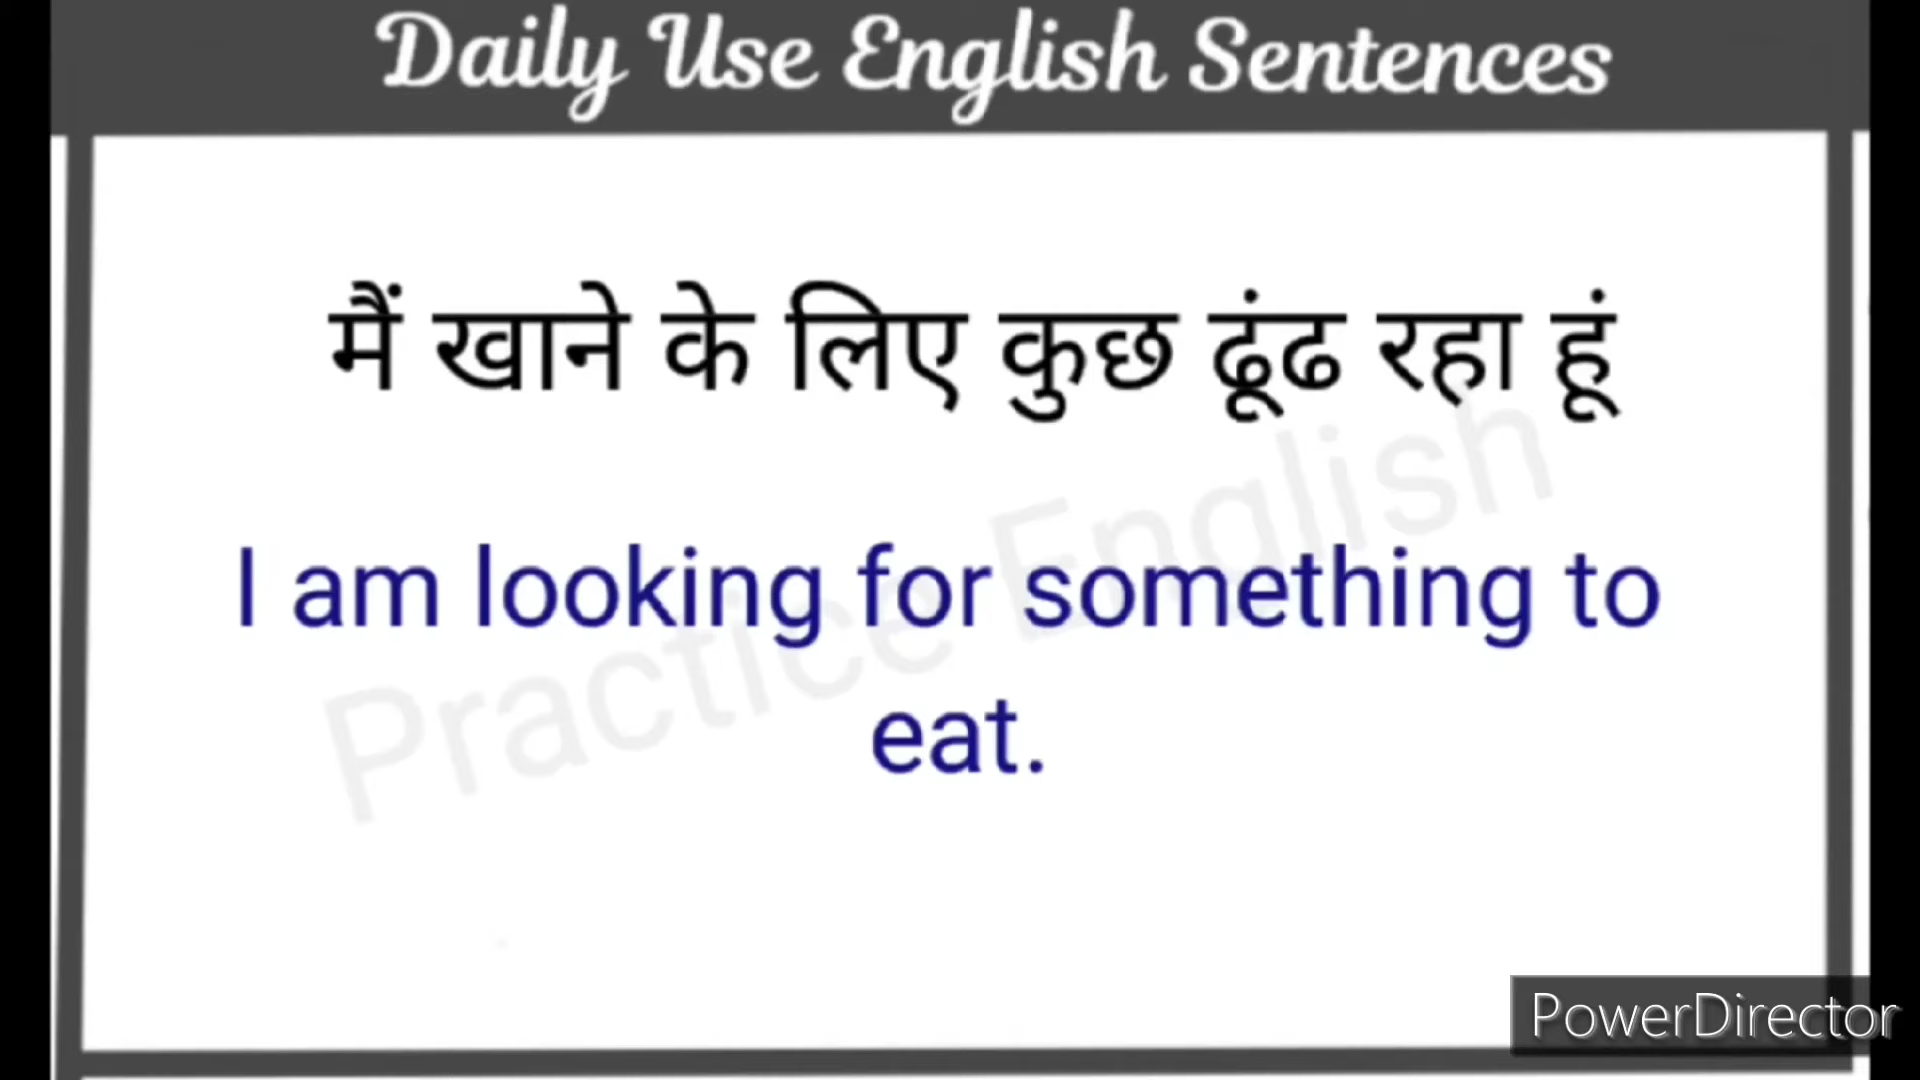 Daily Use English Sentences
मैं खाने के लिए कुछ ढूंढ रहा हूं
I am looking for something to
eat.
Practice English
PowerDirector